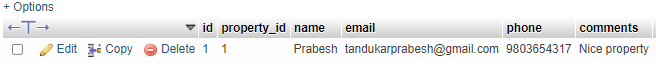 + Options
←T→ id property_id name email phone comments
Edit Copy Delete 1 1 Prabesh tandukarprabesh@gmail.com 9803654317 Nice property